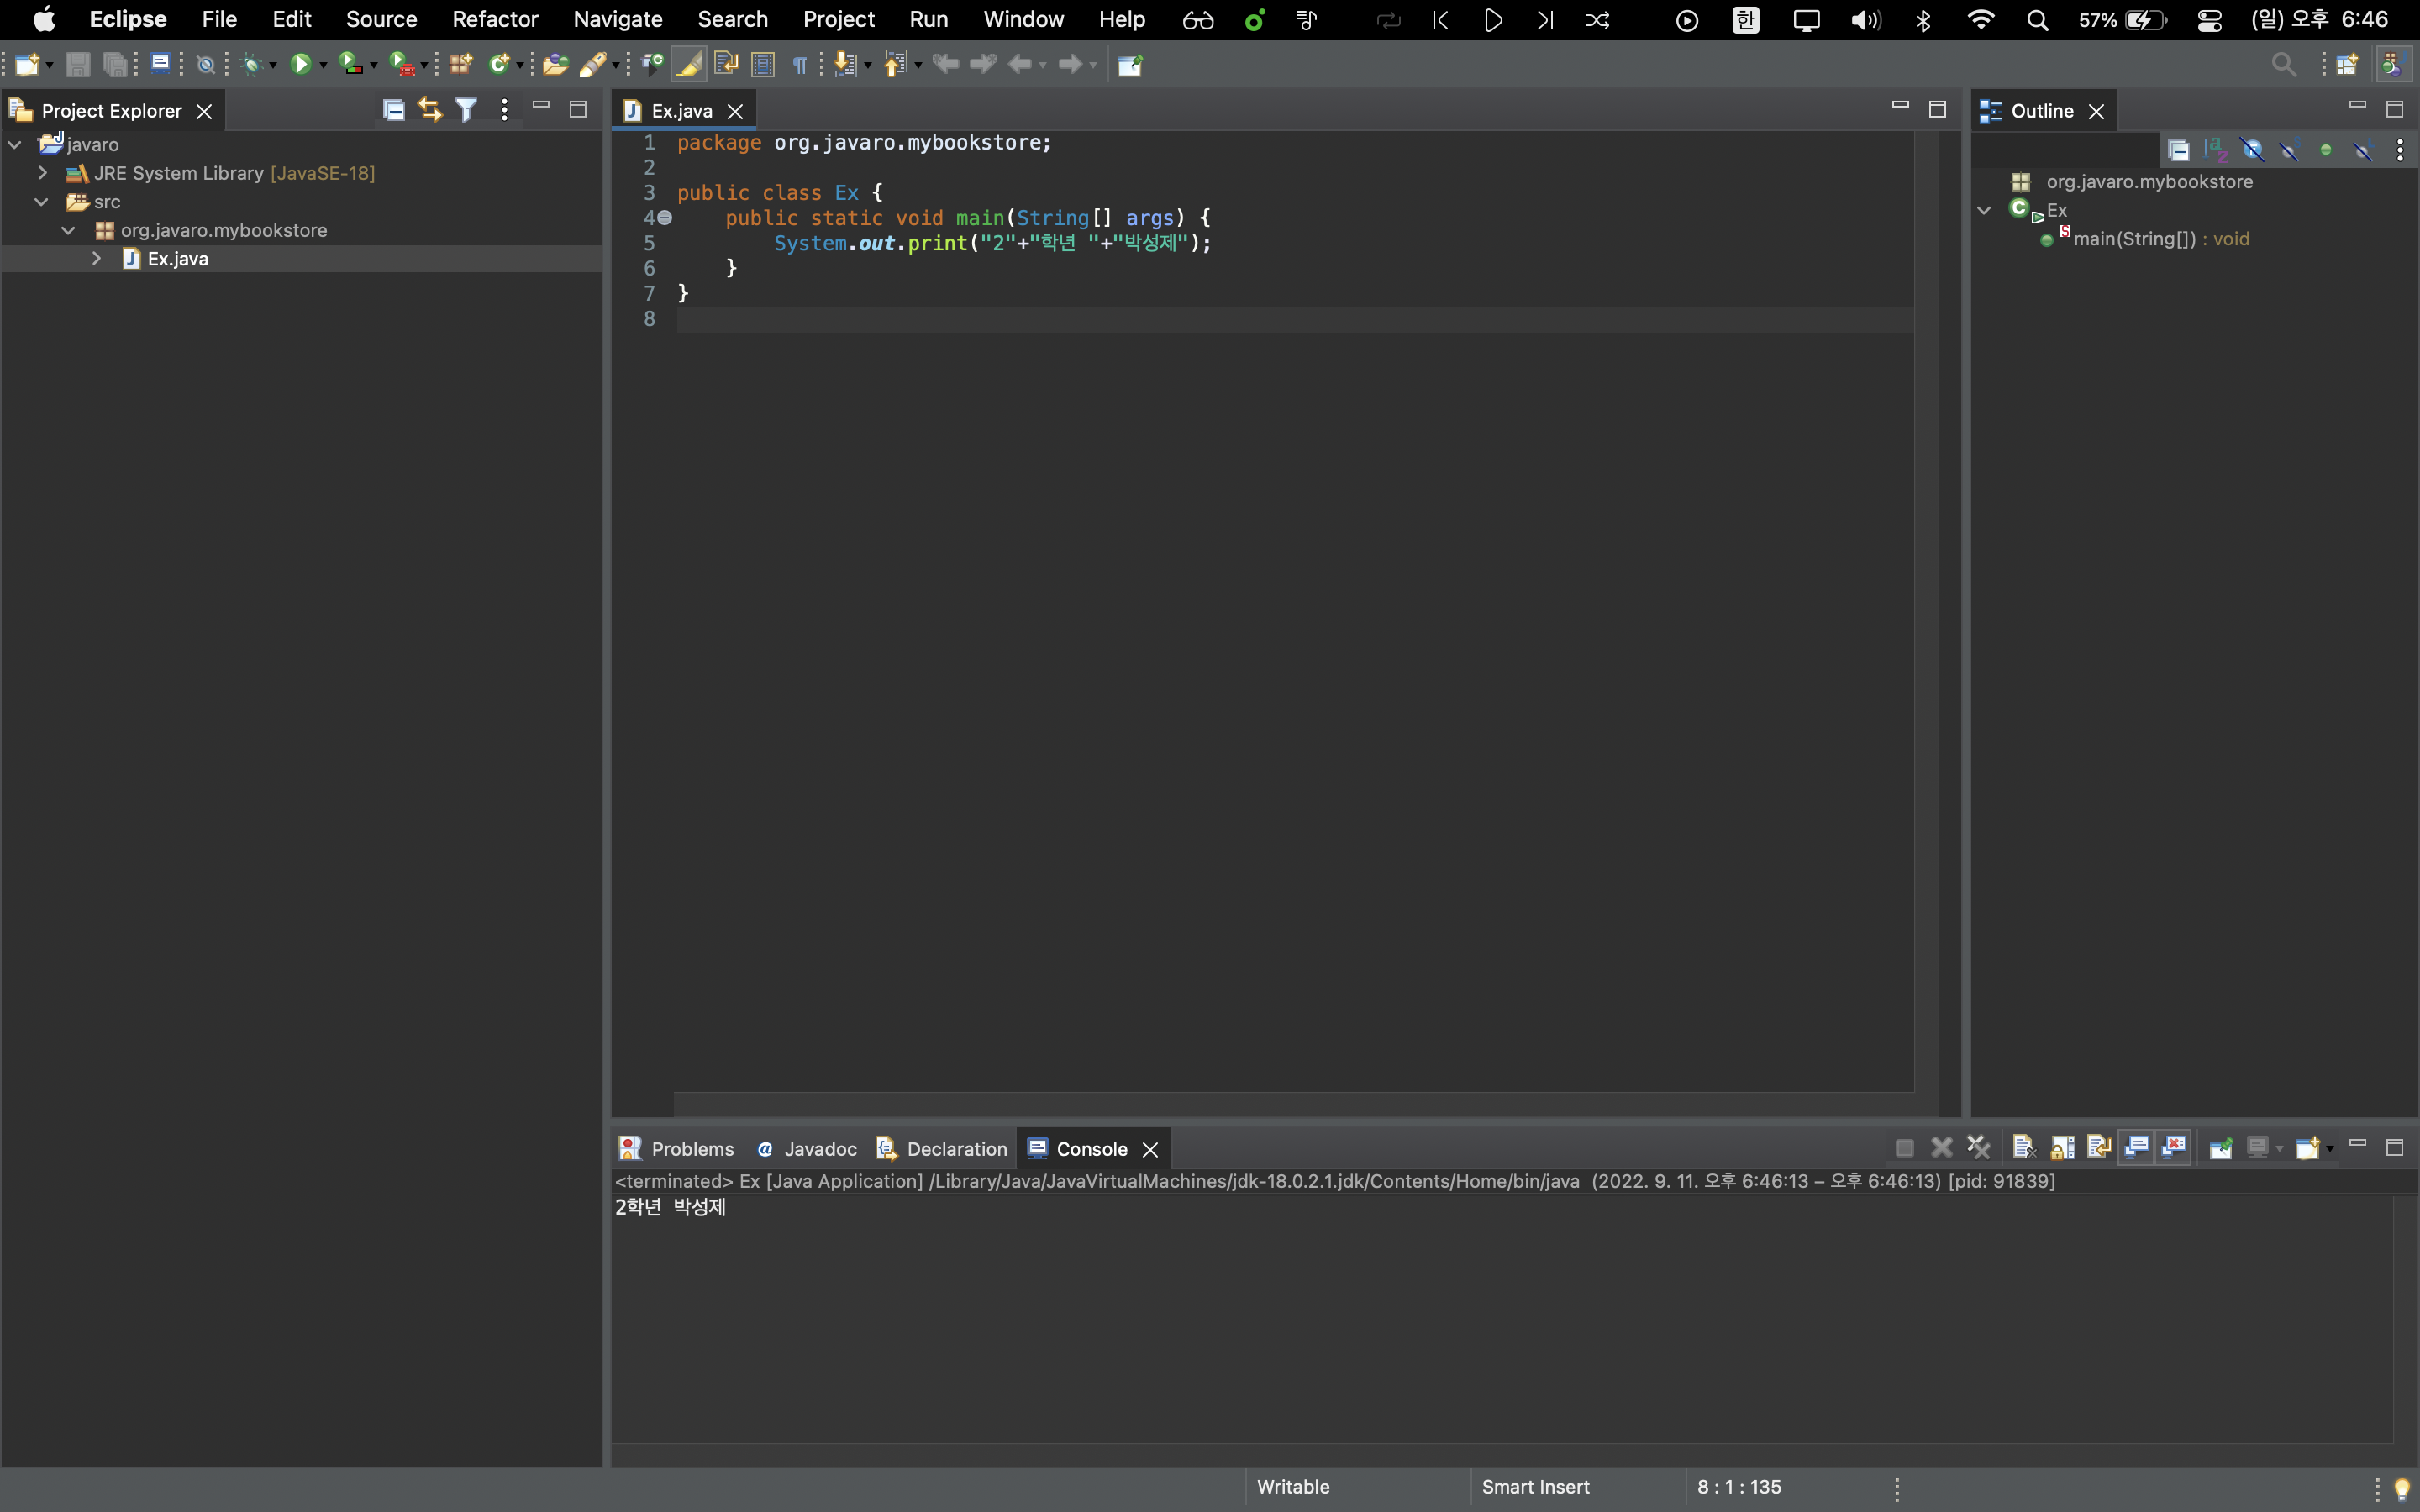 Eclipse File Edit Source Refactor Navigate Search Project Run Window Help 한 57% (일) 오후 6:46
Project Explorer
javaro
JRE System Library [JavaSE-18]
src
org.javaro.mybookstore
Ex.java
Ex.java
1 package org.javaro.mybookstore;
2
3 public class Ex {
4 public static void main(String[] args) {
5 System.out.print("2"+"학년 "+"박성제");
6 }
7 }
8
Outline
org.javaro.mybookstore
Ex
main(String[]) : void
Problems @ Javadoc Declaration Console
<terminated> Ex [Java Application] /Library/Java/JavaVirtualMachines/jdk-18.0.2.1.jdk/Contents/Home/bin/java (2022. 9. 11. 오후 6:46:13 – 오후 6:46:13) [pid: 91839]
2학년 박성제
Writable Smart Insert 8 : 1 : 135